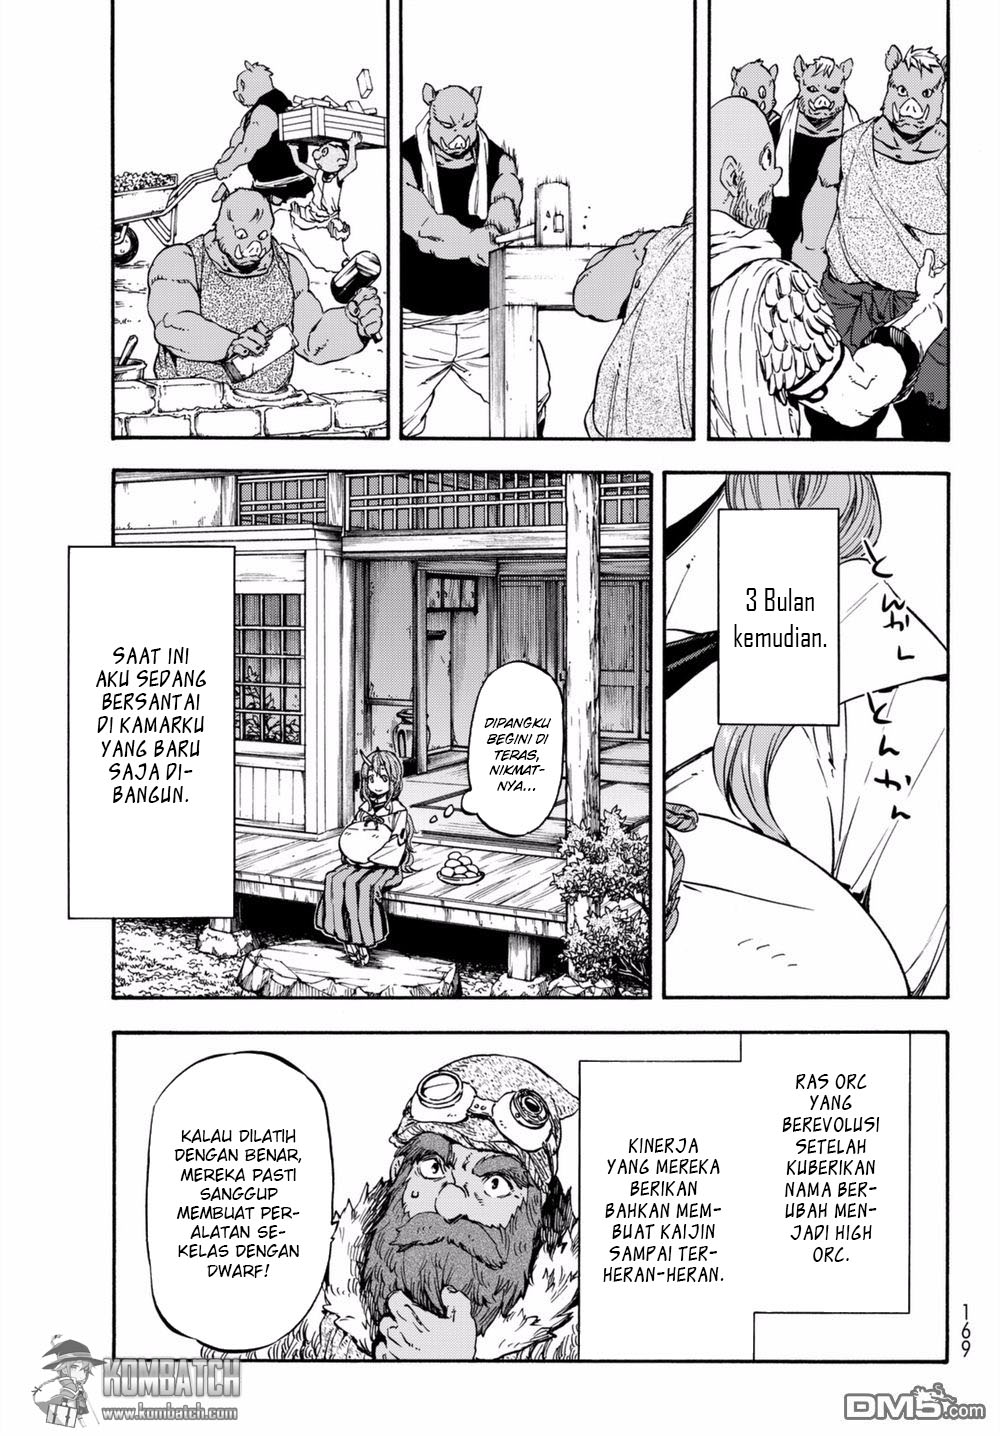 3 Bulan
kemudian.
とんかし
とんかし
SAAT INI
AKU SEDANG
BERSANTAI
DI KAMARKU
YANG BARU
SAJA DI-
BANGUN.
DIPANGKU
BEGINI DI
TERAS,
NIKMAT-
NYA...
RAS ORC
YANG
BEREVOLUSI
SETELAH
KUBERIKAN
NAMA BER-
UBAH MEN-
JADI HIGH
ORC.
KINERJA
YANG MEREKA
BERIKAN
BAHKAN MEM-
BUAT KAIJIN
SAMPAI TER-
HERAN-HERAN.
KALAU DILATIH
DENGAN BENAR,
MEREKA PASTI
SANGGUP
MEMBUAT PER-
ALATAN SE-
KELAS DENGAN
DWARF!
169
KOMBATCH
www.kombatch.com
DM5.com